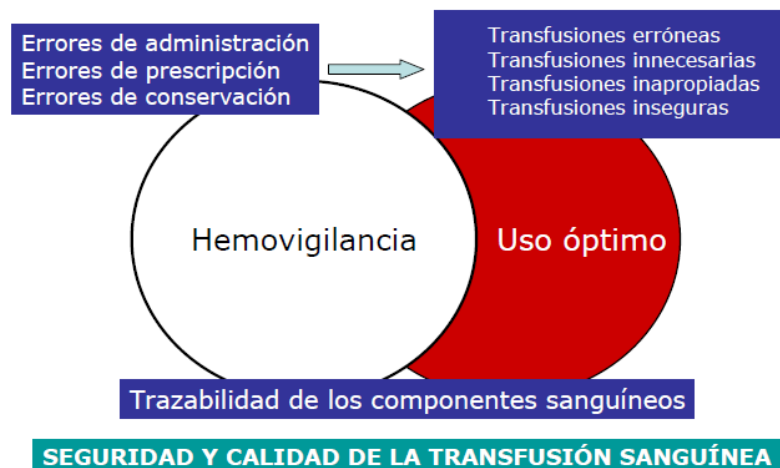 Errores de administración
Errores de prescripción
Errores de conservación
Transfusiones erróneas
Transfusiones innecesarias
Transfusiones inapropiadas
Transfusiones inseguras
Hemovigilancia
Uso óptimo
Trazabilidad de los componentes sanguíneos
SEGURIDAD Y CALIDAD DE LA TRANSFUSIÓN SANGUÍNEA